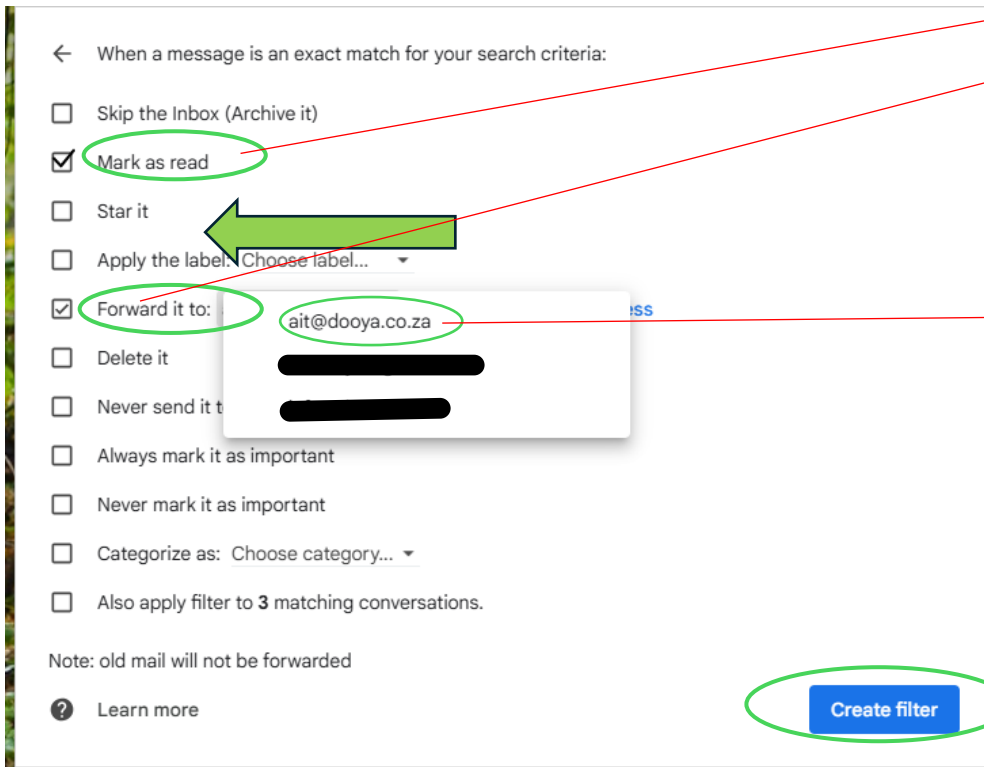 When a message is an exact match for your search criteria:
Skip the Inbox (Archive it)
Mark as read
Star it
Apply the label: Choose label...
Forward it to:
ait@dooya.co.za
Delete it
Never send it
Always mark it as important
Never mark it as important
Categorize as: Choose category...
Also apply filter to 3 matching conversations.
Note: old mail will not be forwarded
Learn more
Create filter